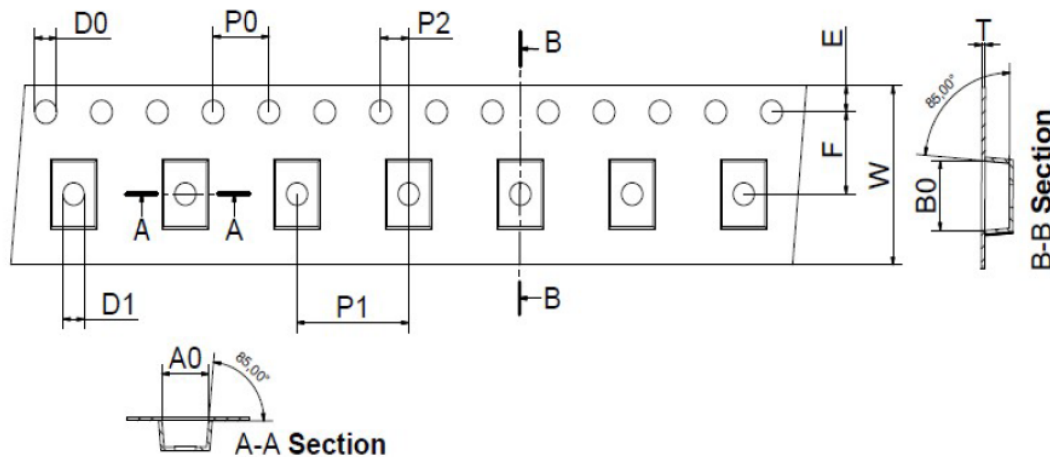 D0
P0
P2
B
E
T
85,00°
F
W
B0
B-B Section
A
A
B
D1
P1
A0
85,00°
A-A Section